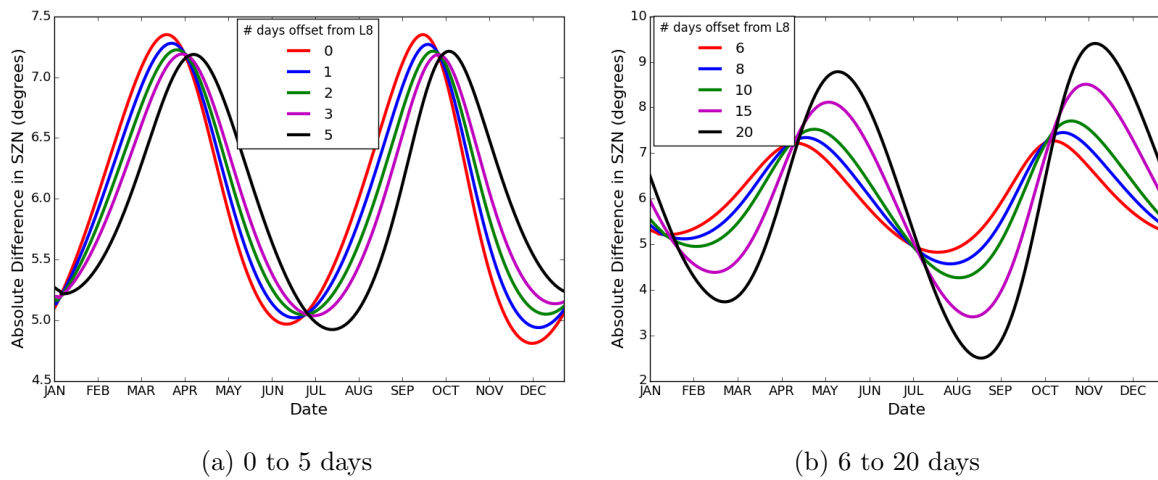 # days offset from L8
0
1
2
3
5
Absolute Difference in SZN (degrees)
7.5
7.0
6.5
6.0
5.5
5.0
4.5
JAN FEB MAR APR MAY JUN JUL AUG SEP OCT NOV DEC
Date
(a) 0 to 5 days
# days offset from L8
6
8
10
15
20
Absolute Difference in SZN (degrees)
10
9
8
7
6
5
4
3
2
JAN FEB MAR APR MAY JUN JUL AUG SEP OCT NOV DEC
Date
(b) 6 to 20 days